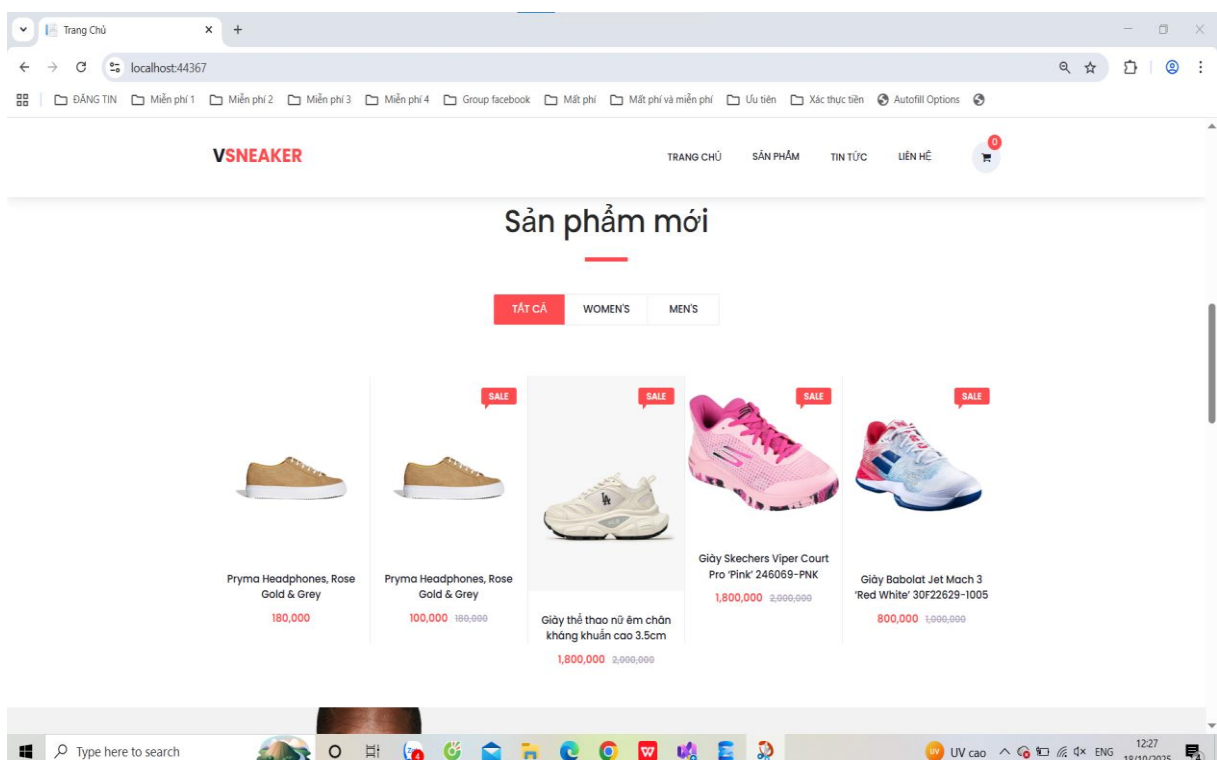 Trang Chủ
localhost:44367
ĐĂNG TIN Miễn phí 1 Miễn phí 2 Miễn phí 3 Miễn phí 4 Group facebook Mất phí Mất phí và miễn phí Ưu tiên Xác thực tiền Autofill Options
VSNEAKER TRANG CHỦ SẢN PHẨM TIN TỨC LIÊN HỆ 0
Sản phẩm mới
TẤT CẢ WOMEN'S MEN'S
SALE SALE SALE SALE
LA
Pryma Headphones, Rose
Gold & Grey
180,000
Pryma Headphones, Rose
Gold & Grey
100,000 180,000
Giày thể thao nữ êm chân
kháng khuẩn cao 3.5cm
1,800,000 2,000,000
Giày Skechers Viper Court
Pro 'Pink' 246069-PNK
1,800,000 2,000,000
Giày Babolat Jet Mach 3
'Red White' 30F22629-1005
800,000 1,000,000
Type here to search
UV cao ENG 12:27
18/10/2025